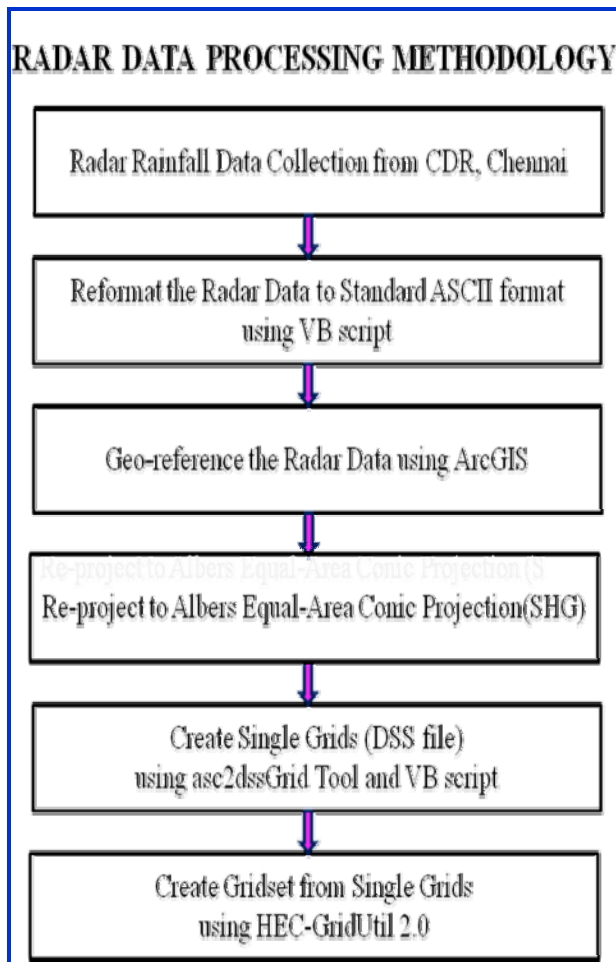 RADAR DATA PROCESSING METHODOLOGY
Radar Rainfall Data Collection from CDR, Chennai
Reformat the Radar Data to Standard ASCII format
using VB script
Geo-reference the Radar Data using ArcGIS
Re-project to Albers Equal-Area Conic Projection (S
Re-project to Albers Equal-Area Conic Projection(SHG)
Create Single Grids (DSS file)
using asc2dssGrid Tool and VB script
Create Gridset from Single Grids
using HEC-GridUtil 2.0